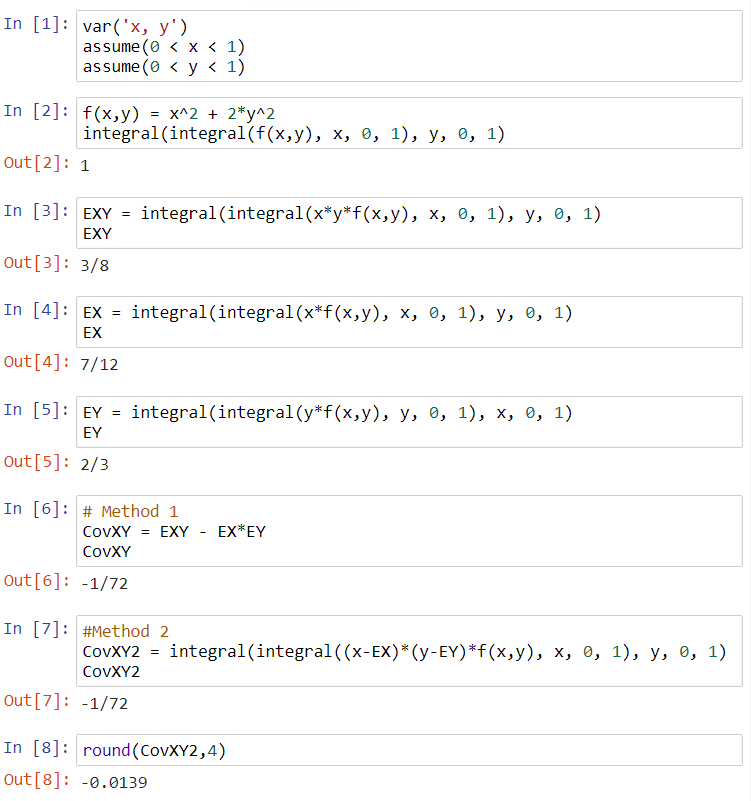 In [1]: var('x, y')
assume(0 < x < 1)
assume(0 < y < 1)
In [2]: f(x,y) = x^2 + 2*y^2
integral(integral(f(x,y), x, 0, 1), y, 0, 1)
Out[2]: 1
In [3]: EXY = integral(integral(x*y*f(x,y), x, 0, 1), y, 0, 1)
EXY
Out[3]: 3/8
In [4]: EX = integral(integral(x*f(x,y), x, 0, 1), y, 0, 1)
EX
Out[4]: 7/12
In [5]: EY = integral(integral(y*f(x,y), y, 0, 1), x, 0, 1)
EY
Out[5]: 2/3
In [6]: # Method 1
CovXY = EXY - EX*EY
CovXY
Out[6]: -1/72
In [7]: #Method 2
CovXY2 = integral(integral((x-EX)*(y-EY)*f(x,y), x, 0, 1), y, 0, 1)
CovXY2
Out[7]: -1/72
In [8]: round(CovXY2,4)
Out[8]: -0.0139